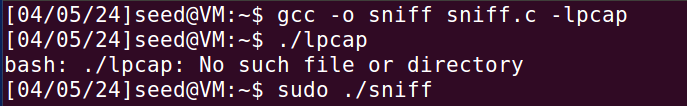 [04/05/24]seed@VM:~$ gcc -o sniff sniff.c -lpcap
[04/05/24]seed@VM:~$ ./lpcap
bash: ./lpcap: No such file or directory
[04/05/24]seed@VM:~$ sudo ./sniff